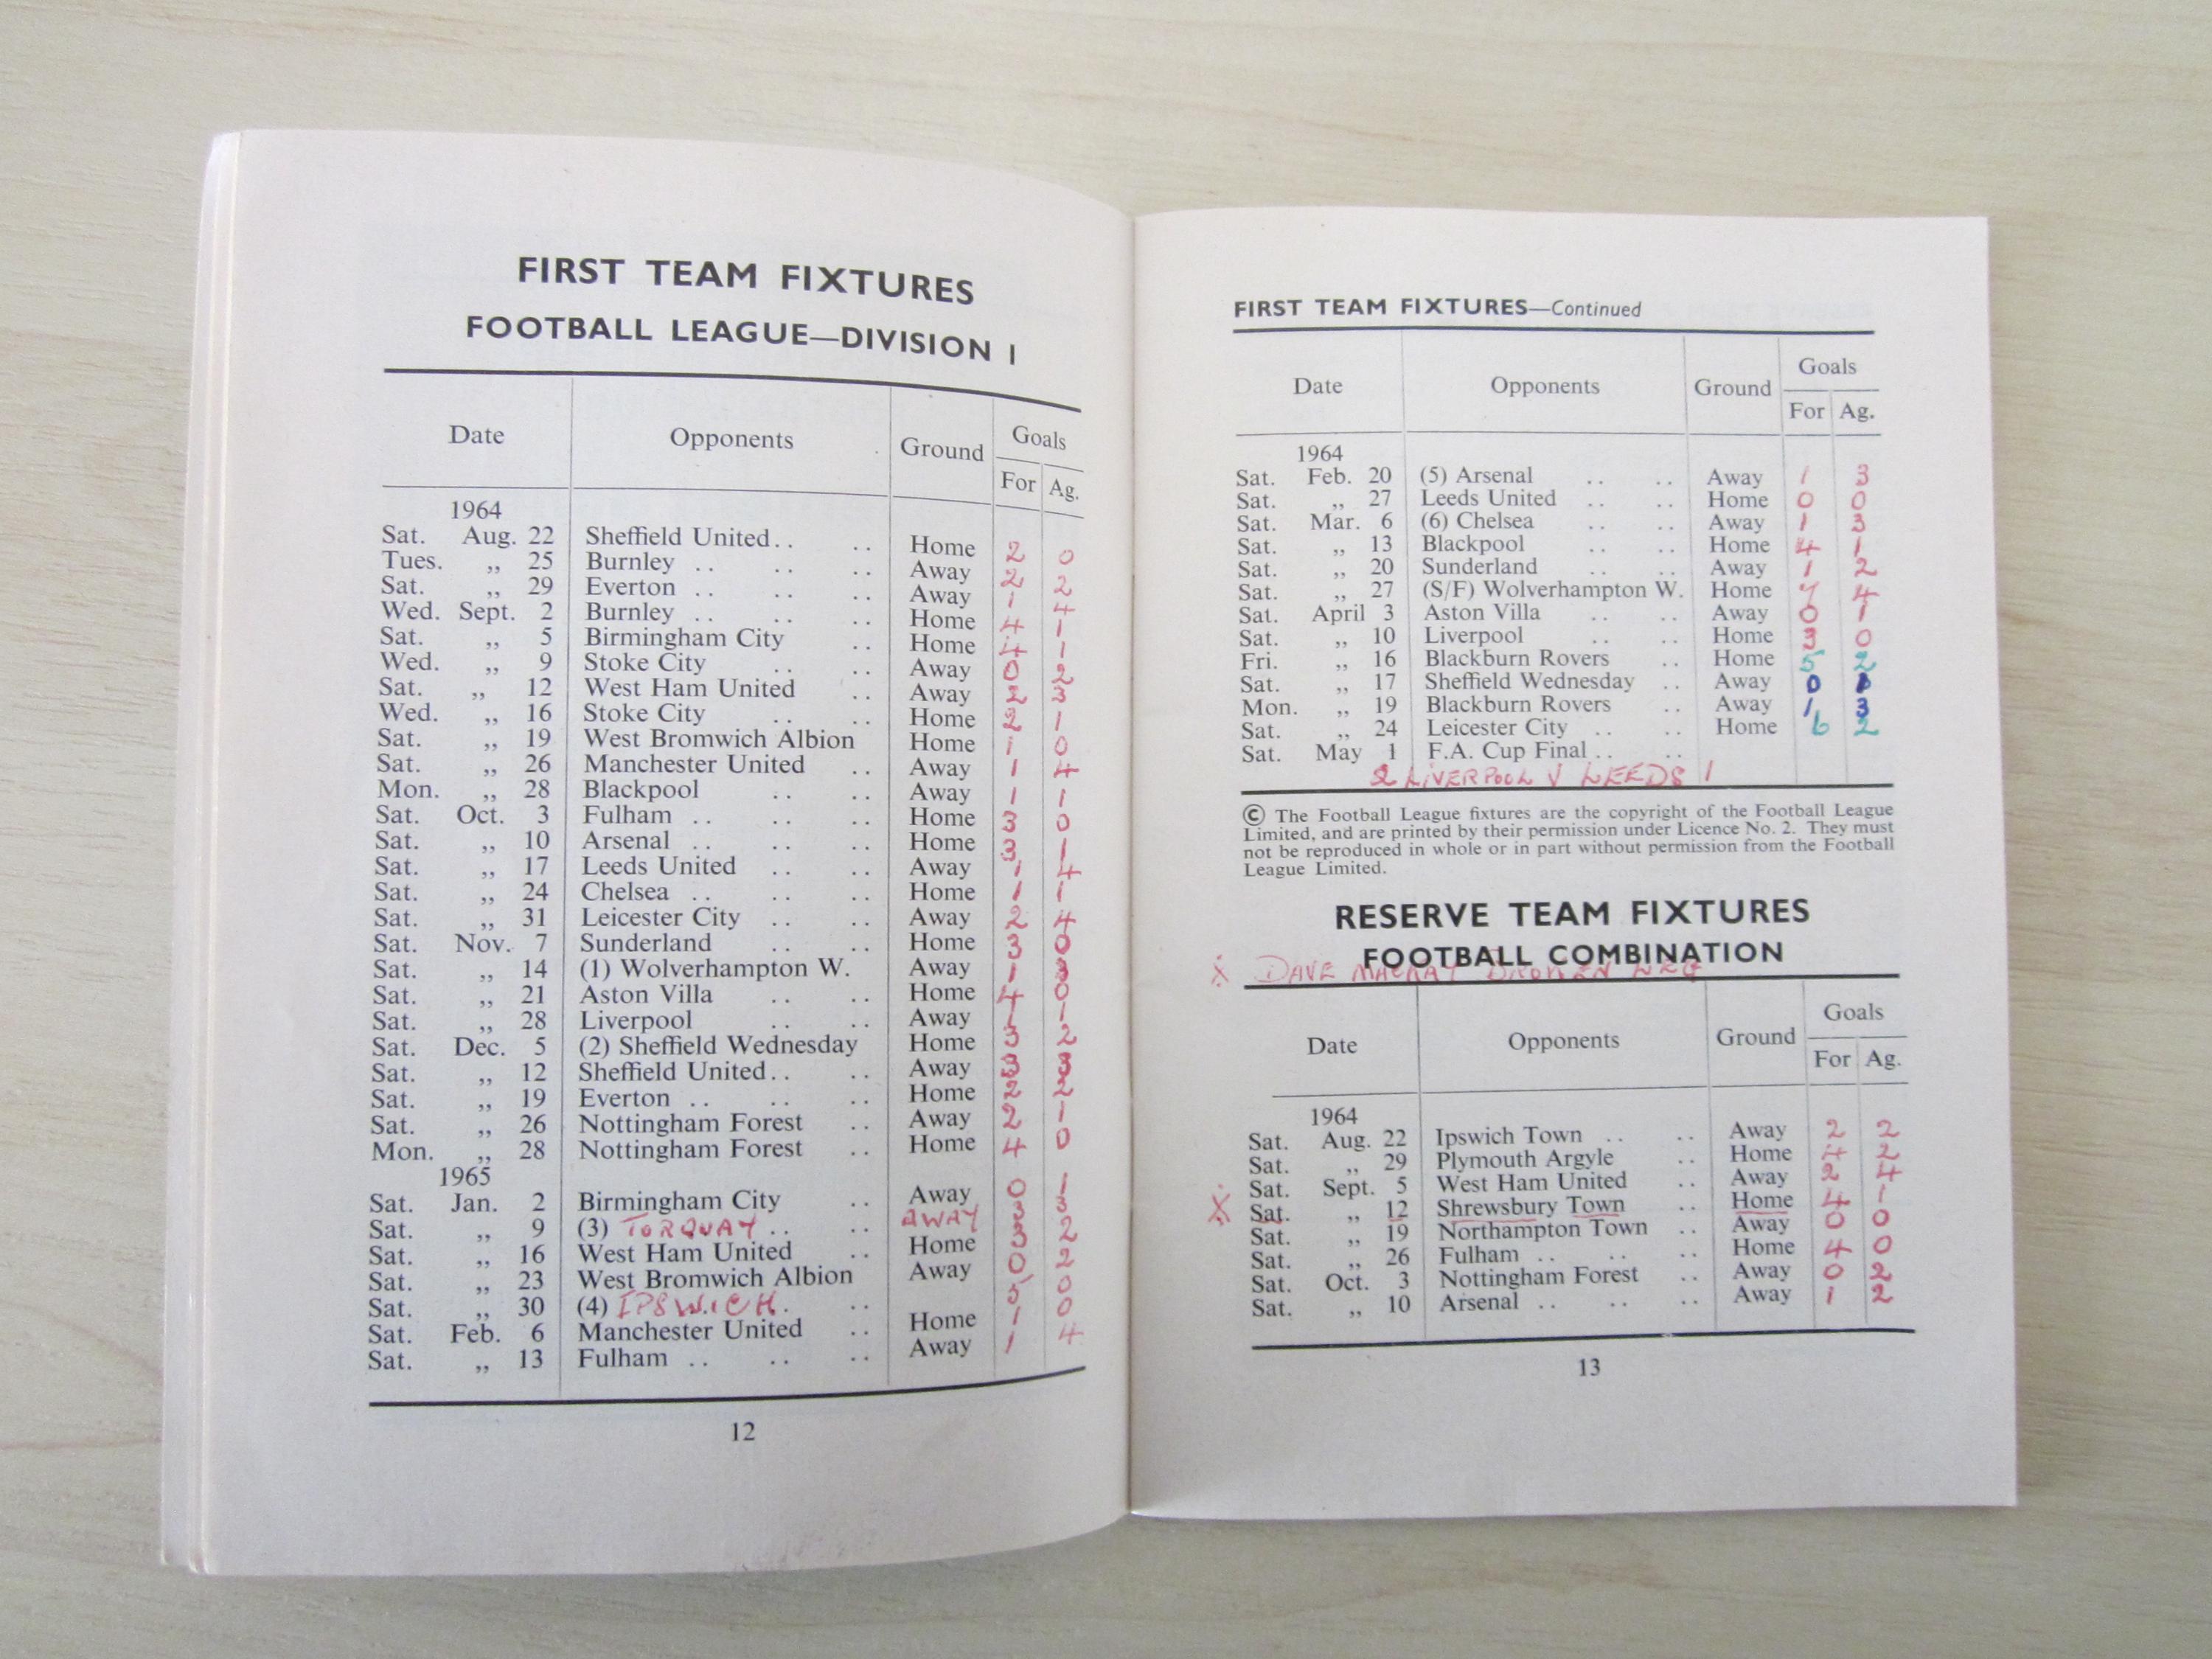 FIRST TEAM FIXTURES
FOOTBALL LEAGUE—DIVISION I
Date Opponents Ground Goals
For Ag.
1964
Sat. Aug. 22 Sheffield United .. .. Home 2 0
Tues. ,, 25 Burnley .. .. .. Away 2 2
Sat. ,, 29 Everton .. .. .. Away 1 4
Wed. Sept. 2 Burnley .. .. .. Home 4 1
Sat. ,, 5 Birmingham City .. Home 4 1
Wed. ,, 9 Stoke City .. .. Away 0 2
Sat. ,, 12 West Ham United .. Away 2 3
Wed. ,, 16 Stoke City .. .. Home 2 1
Sat. ,, 19 West Bromwich Albion Home 1 0
Sat. ,, 26 Manchester United .. Away 1 4
Mon. ,, 28 Blackpool .. .. Away 1 1
Sat. Oct. 3 Fulham .. .. .. Home 3 0
Sat. ,, 10 Arsenal .. .. .. Home 3 1
Sat. ,, 17 Leeds United .. .. Away 1 4
Sat. ,, 24 Chelsea .. .. .. Home 1 1
Sat. ,, 31 Leicester City .. .. Away 2 4
Sat. Nov. 7 Sunderland .. .. Home 3 0
Sat. ,, 14 (1) Wolverhampton W. Away 1 3
Sat. ,, 21 Aston Villa .. .. Home 4 0
Sat. ,, 28 Liverpool .. .. Away 1 1
Sat. Dec. 5 (2) Sheffield Wednesday Home 3 2
Sat. ,, 12 Sheffield United .. .. Away 3 3
Sat. ,, 19 Everton .. .. .. Home 2 2
Sat. ,, 26 Nottingham Forest .. Away 2 1
Mon. ,, 28 Nottingham Forest .. Home 4 0
1965
Sat. Jan. 2 Birmingham City .. Away 0 1
Sat. ,, 9 (3) TORQUAY .. .. AWAY 3 3
Sat. ,, 16 West Ham United .. Home 3 2
Sat. ,, 23 West Bromwich Albion Away 0 2
Sat. ,, 30 (4) IPSWICH. .. 5 0
Sat. Feb. 6 Manchester United .. Home 1 0
Sat. ,, 13 Fulham .. .. .. Away 1 4
12
FIRST TEAM FIXTURES—Continued
Date Opponents Ground Goals
For Ag.
1964
Sat. Feb. 20 (5) Arsenal .. .. Away 1 3
Sat. ,, 27 Leeds United .. .. Home 0 0
Sat. Mar. 6 (6) Chelsea .. .. Away 1 3
Sat. ,, 13 Blackpool .. .. Home 4 1
Sat. ,, 20 Sunderland .. .. Away 1 2
Sat. ,, 27 (S/F) Wolverhampton W. Home 7 4
Sat. April 3 Aston Villa .. .. Away 0 1
Sat. ,, 10 Liverpool .. .. Home 3 0
Fri. ,, 16 Blackburn Rovers .. Home 5 2
Sat. ,, 17 Sheffield Wednesday .. Away 0 1
Mon. ,, 19 Blackburn Rovers .. Away 1 3
Sat. ,, 24 Leicester City .. .. Home 6 2
Sat. May 1 F.A. Cup Final .. ..
2 LIVERPOOL V LEEDS 1
© The Football League fixtures are the copyright of the Football League
Limited, and are printed by their permission under Licence No. 2. They must
not be reproduced in whole or in part without permission from the Football
League Limited.
RESERVE TEAM FIXTURES
FOOTBALL COMBINATION
※ DAVE MACKAY BROKEN LEG
Date Opponents Ground Goals
For Ag.
1964
Sat. Aug. 22 Ipswich Town .. .. Away 2 2
Sat. ,, 29 Plymouth Argyle .. Home 4 2
Sat. Sept. 5 West Ham United .. Away 2 4
※ Sat. ,, 12 Shrewsbury Town .. Home 4 1
Sat. ,, 19 Northampton Town .. Away 0 0
Sat. ,, 26 Fulham .. .. .. Home 4 0
Sat. Oct. 3 Nottingham Forest .. Away 0 2
Sat. ,, 10 Arsenal .. .. .. Away 1 2
13